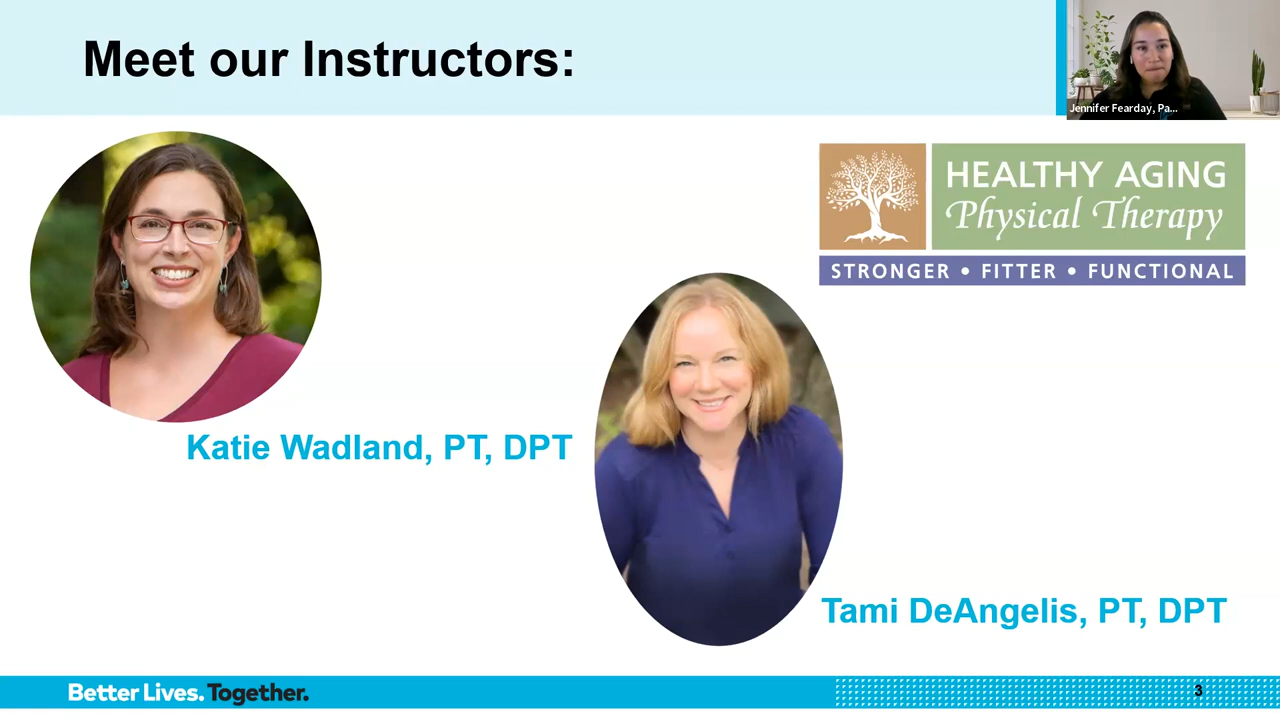 Meet our Instructors:
Jennifer Fearday, Pa...
HEALTHY AGING
Physical Therapy
STRONGER • FITTER • FUNCTIONAL
Katie Wadland, PT, DPT
Tami DeAngelis, PT, DPT
Better Lives. Together.
3